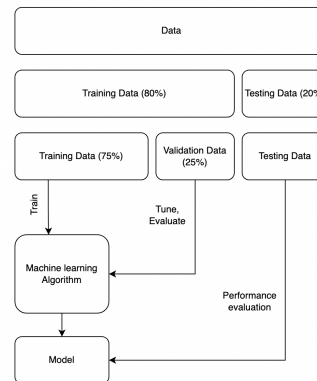 Data
Training Data (80%)
Testing Data (20%
Training Data (75%)
Validation Data
(25%)
Testing Data
Train
Tune,
Evaluate
Machine learning
Algorithm
Performance
evaluation
Model